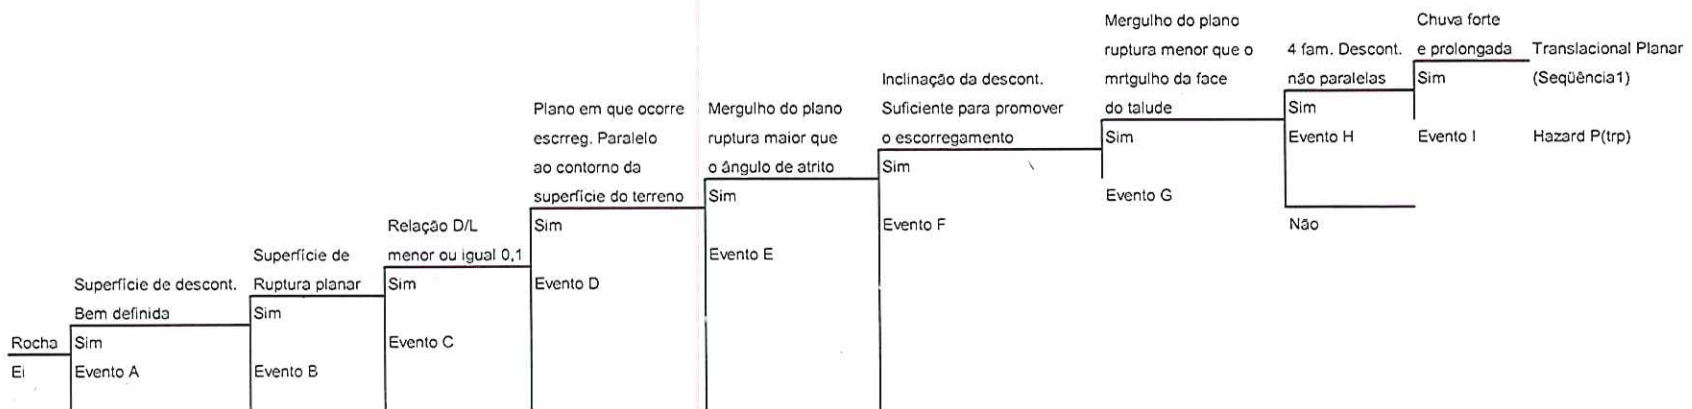 Rocha
Ei
Superfície de descont.
Bem definida
Sim
Evento A
Superfície de
Ruptura planar
Sim
Evento B
Relação D/L
menor ou igual 0,1
Sim
Evento C
Plano em que ocorre
escrreg. Paralelo
ao contorno da
superfície do terreno
Sim
Evento D
Mergulho do plano
ruptura maior que
o ângulo de atrito
Sim
Evento E
Inclinação da descont.
Suficiente para promover
o escorregamento
Sim
Evento F
Mergulho do plano
ruptura menor que o
mrtgulho da face
do talude
Sim
Evento G
4 fam. Descont.
não paralelas
Sim
Evento H
Não
Chuva forte
e prolongada
Sim
Evento I
Translacional Planar
(Seqüência1)
Hazard P(trp)